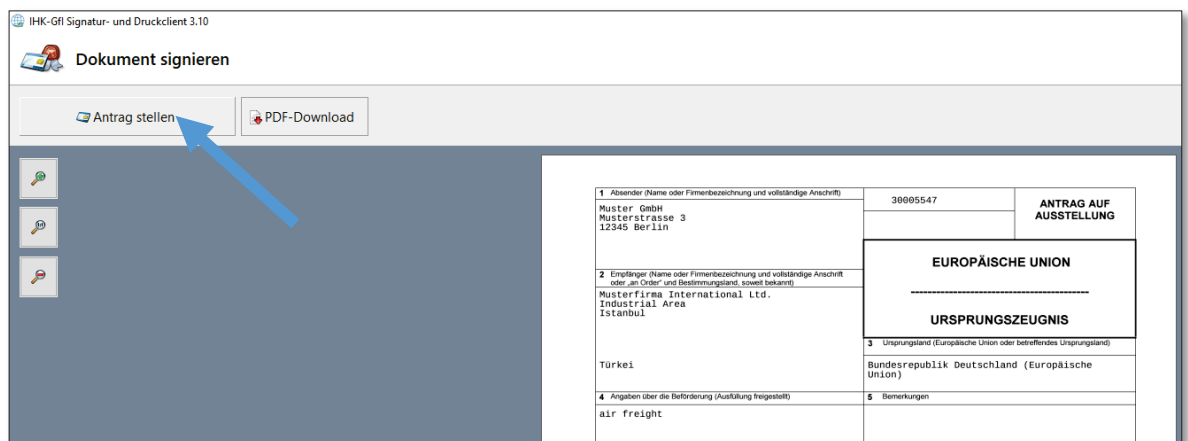 IHK-GfI Signatur- und Druckclient 3.10
Dokument signieren
Antrag stellen
PDF-Download
1 Absender (Name oder Firmenbezeichnung und vollständige Anschrift)
Muster GmbH
Musterstrasse 3
12345 Berlin
30005547
ANTRAG AUF
AUSSTELLUNG
EUROPÄISCHE UNION
----------------------------------------
URSPRUNGSZEUGNIS
2 Empfänger (Name oder Firmenbezeichnung und vollständige Anschrift
oder „an Order" und Bestimmungsland, soweit bekannt)
Musterfirma International Ltd.
Industrial Area
Istanbul
Türkei
3 Ursprungsland (Europäische Union oder betreffendes Ursprungsland)
Bundesrepublik Deutschland (Europäische
Union)
4 Angaben über die Beförderung (Ausfüllung freigestellt)
air freight
5 Bemerkungen